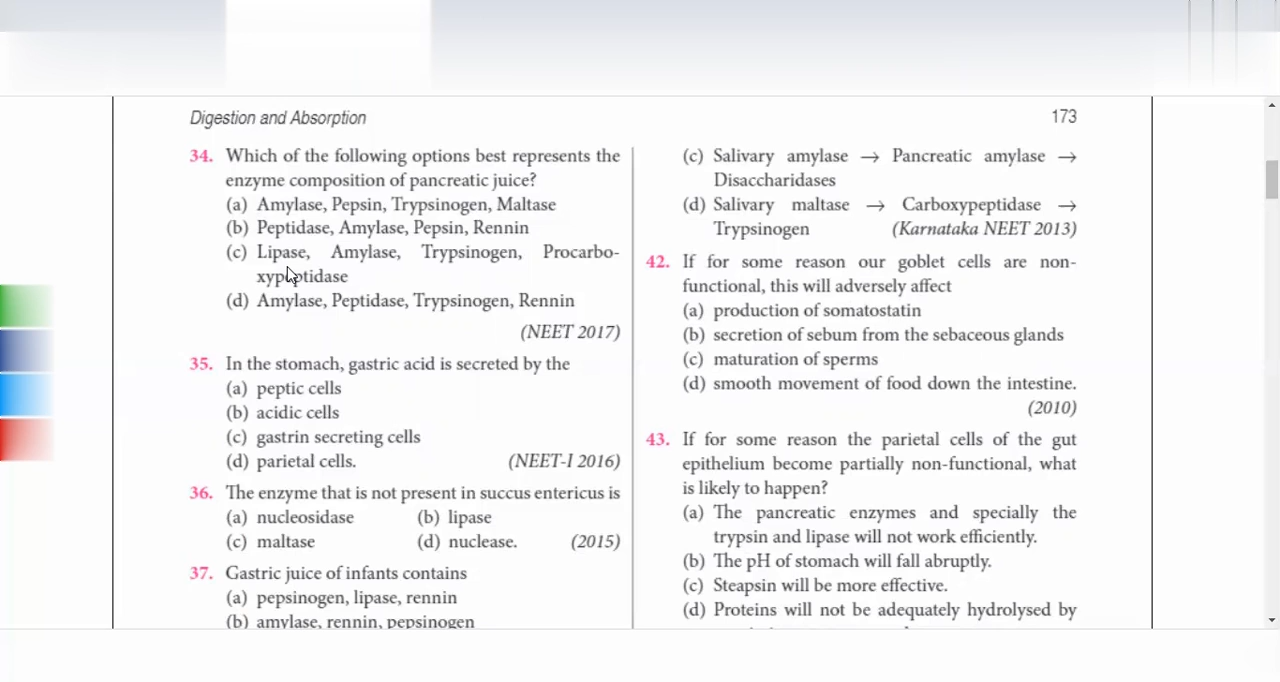 Digestion and Absorption
173
34. Which of the following options best represents the
enzyme composition of pancreatic juice?
(a) Amylase, Pepsin, Trypsinogen, Maltase
(b) Peptidase, Amylase, Pepsin, Rennin
(c) Lipase, Amylase, Trypsinogen, Procarbo-
xypeptidase
(d) Amylase, Peptidase, Trypsinogen, Rennin
(NEET 2017)
35. In the stomach, gastric acid is secreted by the
(a) peptic cells
(b) acidic cells
(c) gastrin secreting cells
(d) parietal cells. (NEET-I 2016)
36. The enzyme that is not present in succus entericus is
(a) nucleosidase (b) lipase
(c) maltase (d) nuclease. (2015)
37. Gastric juice of infants contains
(a) pepsinogen, lipase, rennin
(b) amylase, rennin, pepsinogen
(c) Salivary amylase → Pancreatic amylase →
Disaccharidases
(d) Salivary maltase → Carboxypeptidase →
Trypsinogen (Karnataka NEET 2013)
42. If for some reason our goblet cells are non-
functional, this will adversely affect
(a) production of somatostatin
(b) secretion of sebum from the sebaceous glands
(c) maturation of sperms
(d) smooth movement of food down the intestine.
(2010)
43. If for some reason the parietal cells of the gut
epithelium become partially non-functional, what
is likely to happen?
(a) The pancreatic enzymes and specially the
trypsin and lipase will not work efficiently.
(b) The pH of stomach will fall abruptly.
(c) Steapsin will be more effective.
(d) Proteins will not be adequately hydrolysed by